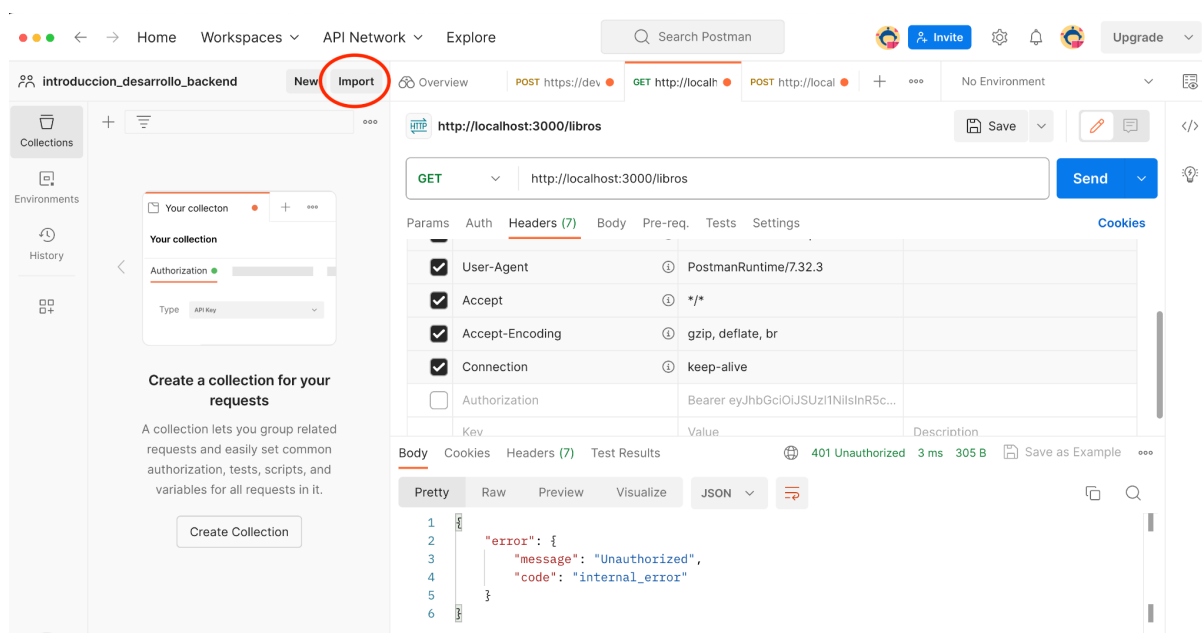 Home Workspaces API Network Explore Search Postman Invite Upgrade
introduccion_desarrollo_backend New Import Overview POST https://dev GET http://localh POST http://local No Environment
Collections
Environments
History
Your collecton
Your collection
Authorization
Type API Key
Create a collection for your
requests
A collection lets you group related
requests and easily set common
authorization, tests, scripts, and
variables for all requests in it.
Create Collection
HTTP http://localhost:3000/libros Save
GET http://localhost:3000/libros Send
Params Auth Headers (7) Body Pre-req. Tests Settings Cookies
User-Agent PostmanRuntime/7.32.3
Accept */*
Accept-Encoding gzip, deflate, br
Connection keep-alive
Authorization Bearer eyJhbGciOiJSUzI1NiIsInR5c...
Key Value Description
Body Cookies Headers (7) Test Results 401 Unauthorized 3 ms 305 B Save as Example
Pretty Raw Preview Visualize JSON
1 {
2 "error": {
3 "message": "Unauthorized",
4 "code": "internal_error"
5 }
6 }